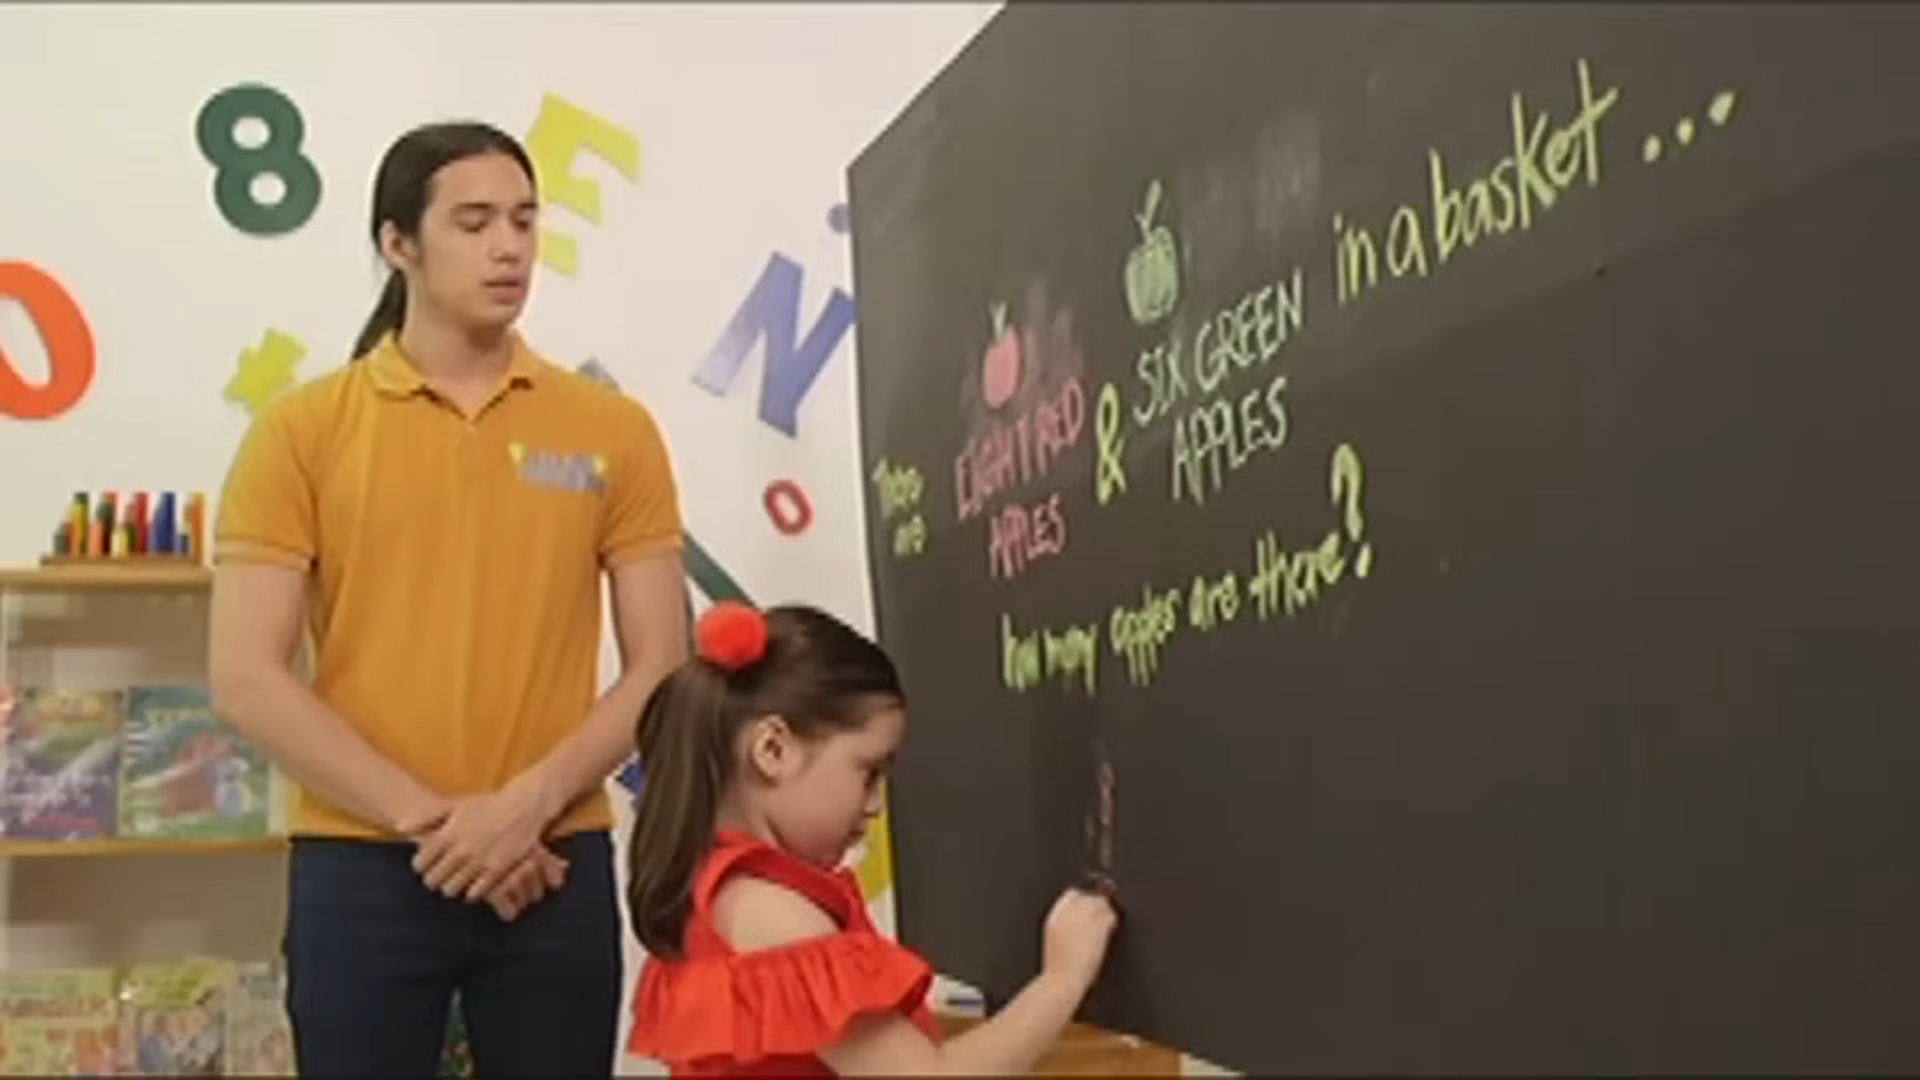 8
E
N
O
There are EIGHT RED APPLES & SIX GREEN APPLES in a basket ...
how many apples are there?